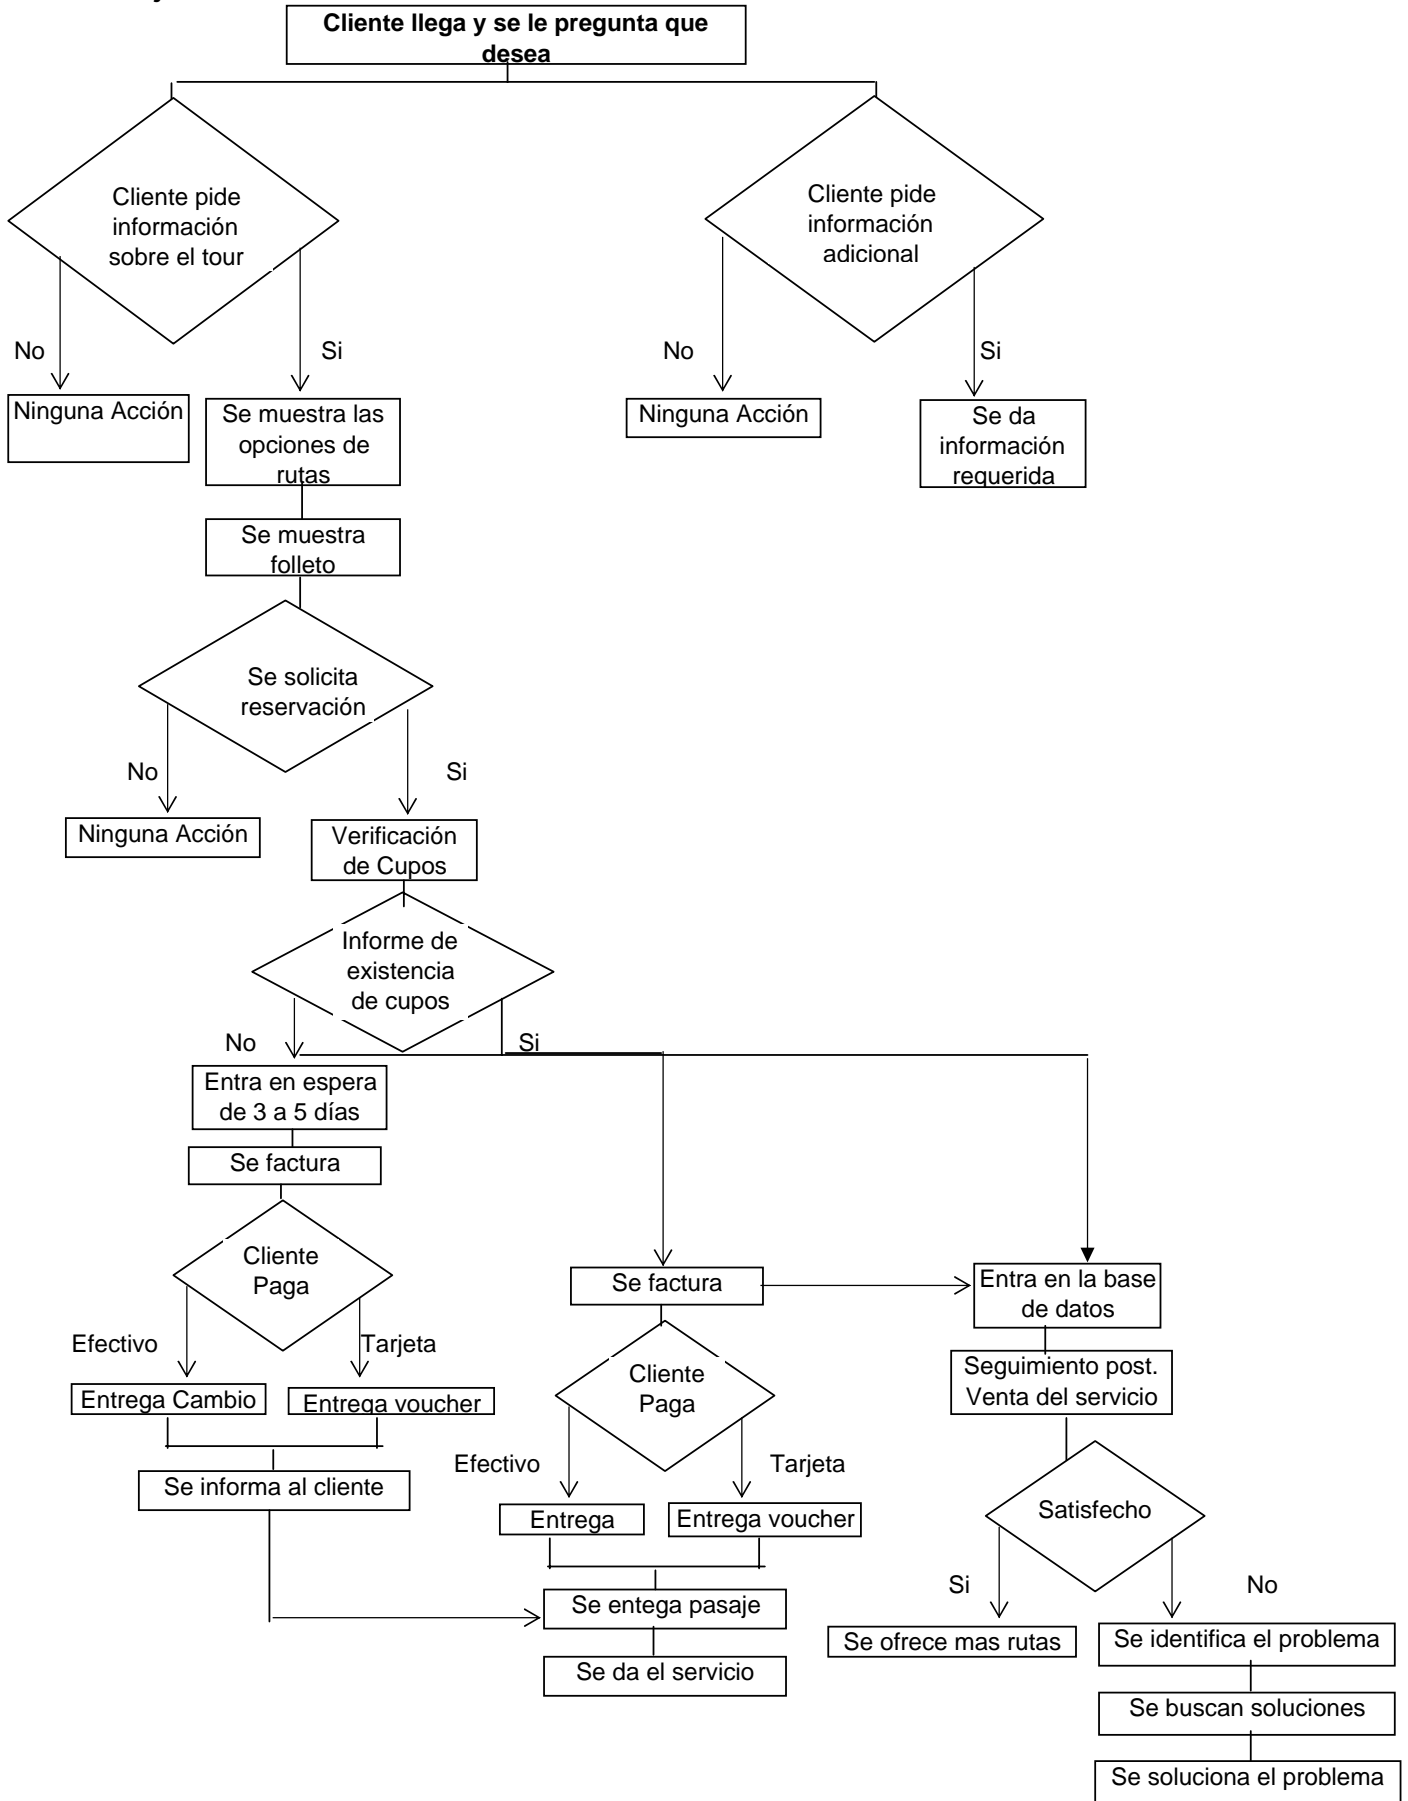 Cliente llega y se le pregunta que
desea
Cliente pide
información
sobre el tour
Cliente pide
información
adicional
No
Si
No
Si
Ninguna Acción
Se muestra las
opciones de
rutas
Ninguna Acción
Se da
información
requerida
Se muestra
folleto
Se solicita
reservación
No
Si
Ninguna Acción
Verificación
de Cupos
Informe de
existencia
de cupos
No
Si
Entra en espera
de 3 a 5 días
Se factura
Cliente
Paga
Efectivo
Tarjeta
Entrega Cambio
Entrega voucher
Se informa al cliente
Se factura
Cliente
Paga
Efectivo
Tarjeta
Entrega
Entrega voucher
Se entega pasaje
Se da el servicio
Entra en la base
de datos
Seguimiento post.
Venta del servicio
Satisfecho
Si
No
Se ofrece mas rutas
Se identifica el problema
Se buscan soluciones
Se soluciona el problema